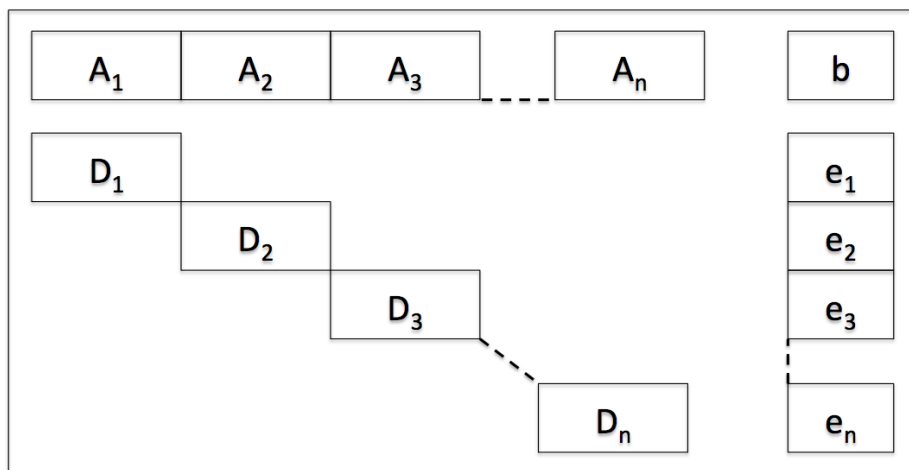 A₁ A₂ A₃ Aₙ b
D₁ e₁
D₂ e₂
D₃ e₃
Dₙ eₙ